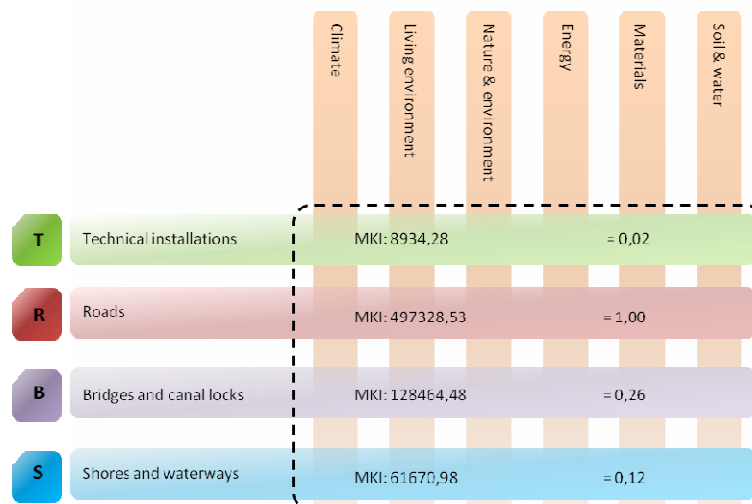 Climate
Living environment
Nature & environment
Energy
Materials
Soil & water
T Technical installations MKI: 8934,28 = 0,02
R Roads MKI: 497328,53 = 1,00
B Bridges and canal locks MKI: 128464,48 = 0,26
S Shores and waterways MKI: 61670,98 = 0,12